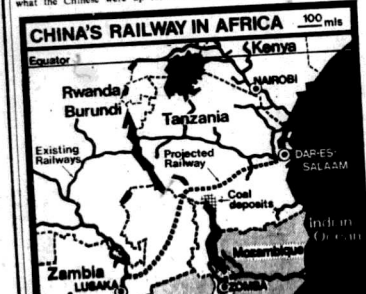 what the Chinese were
CHINA'S RAILWAY IN AFRICA
100 mls
Equator
Kenya
NAIROBI
Rwanda
Burundi
Tanzania
Existing
Railways
Projected
Railway
DAR-ES-
SALAAM
Coal
deposits
Indian
Ocean
Mozambique
Zambia
LUSAKA
ZOMBA